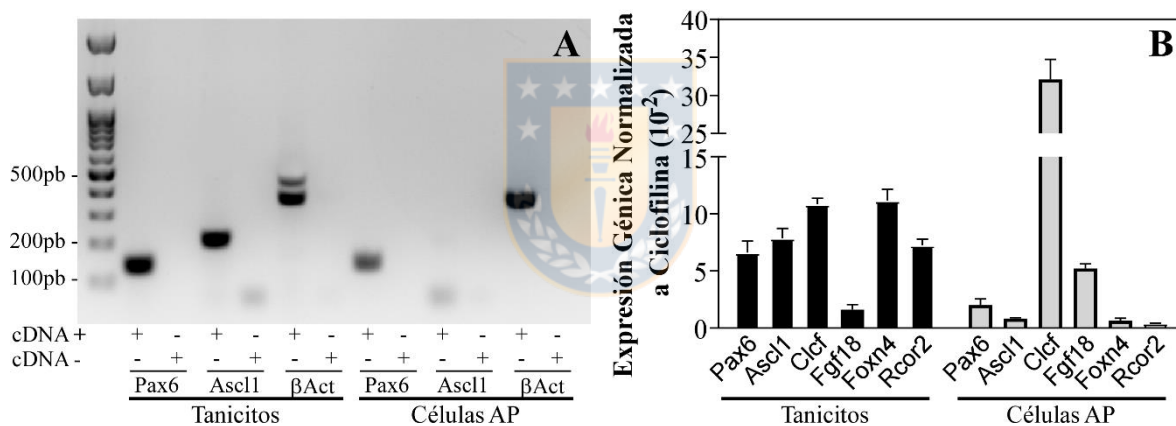 A
500pb -
200pb -
100pb -
cDNA + + - + - + - + - + - + -
cDNA - - + - + - + - + - + - +
Pax6 Ascl1 βAct Pax6 Ascl1 βAct
Tanicitos Células AP
B
Expresión Génica Normalizada
a Ciclofilina (10⁻²)
40
35
30
25
15
10
5
0
Pax6 Ascl1 Clcf Fgf18 Foxn4 Rcor2 Pax6 Ascl1 Clcf Fgf18 Foxn4 Rcor2
Tanicitos Células AP